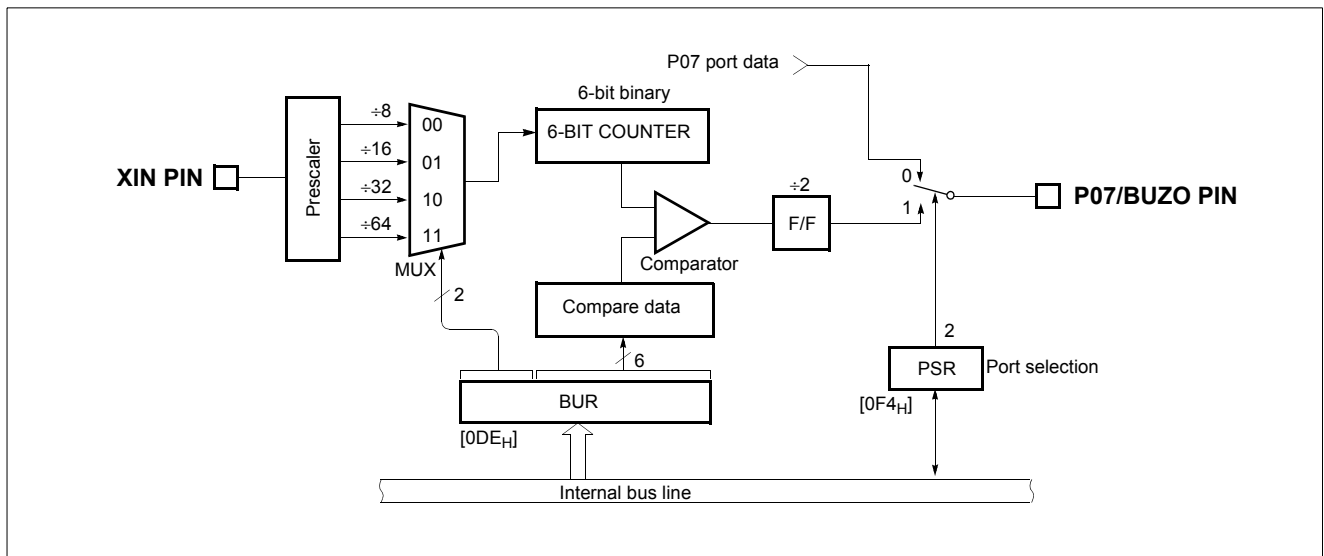 P07 port data
6-bit binary
6-BIT COUNTER
XIN PIN
Prescaler
÷8
÷16
÷32
÷64
00
01
10
11
MUX
2
Comparator
÷2
F/F
0
1
P07/BUZO PIN
Compare data
6
BUR
[0DEH]
2
PSR
Port selection
[0F4H]
Internal bus line